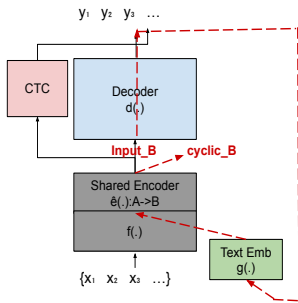 y₁ y₂ y₃ ...
CTC
Decoder
d(.)
Input_B
cyclic_B
Shared Encoder
ê(.):A->B
f(.)
Text Emb
g(.)
{x₁ x₂ x₃ ...}